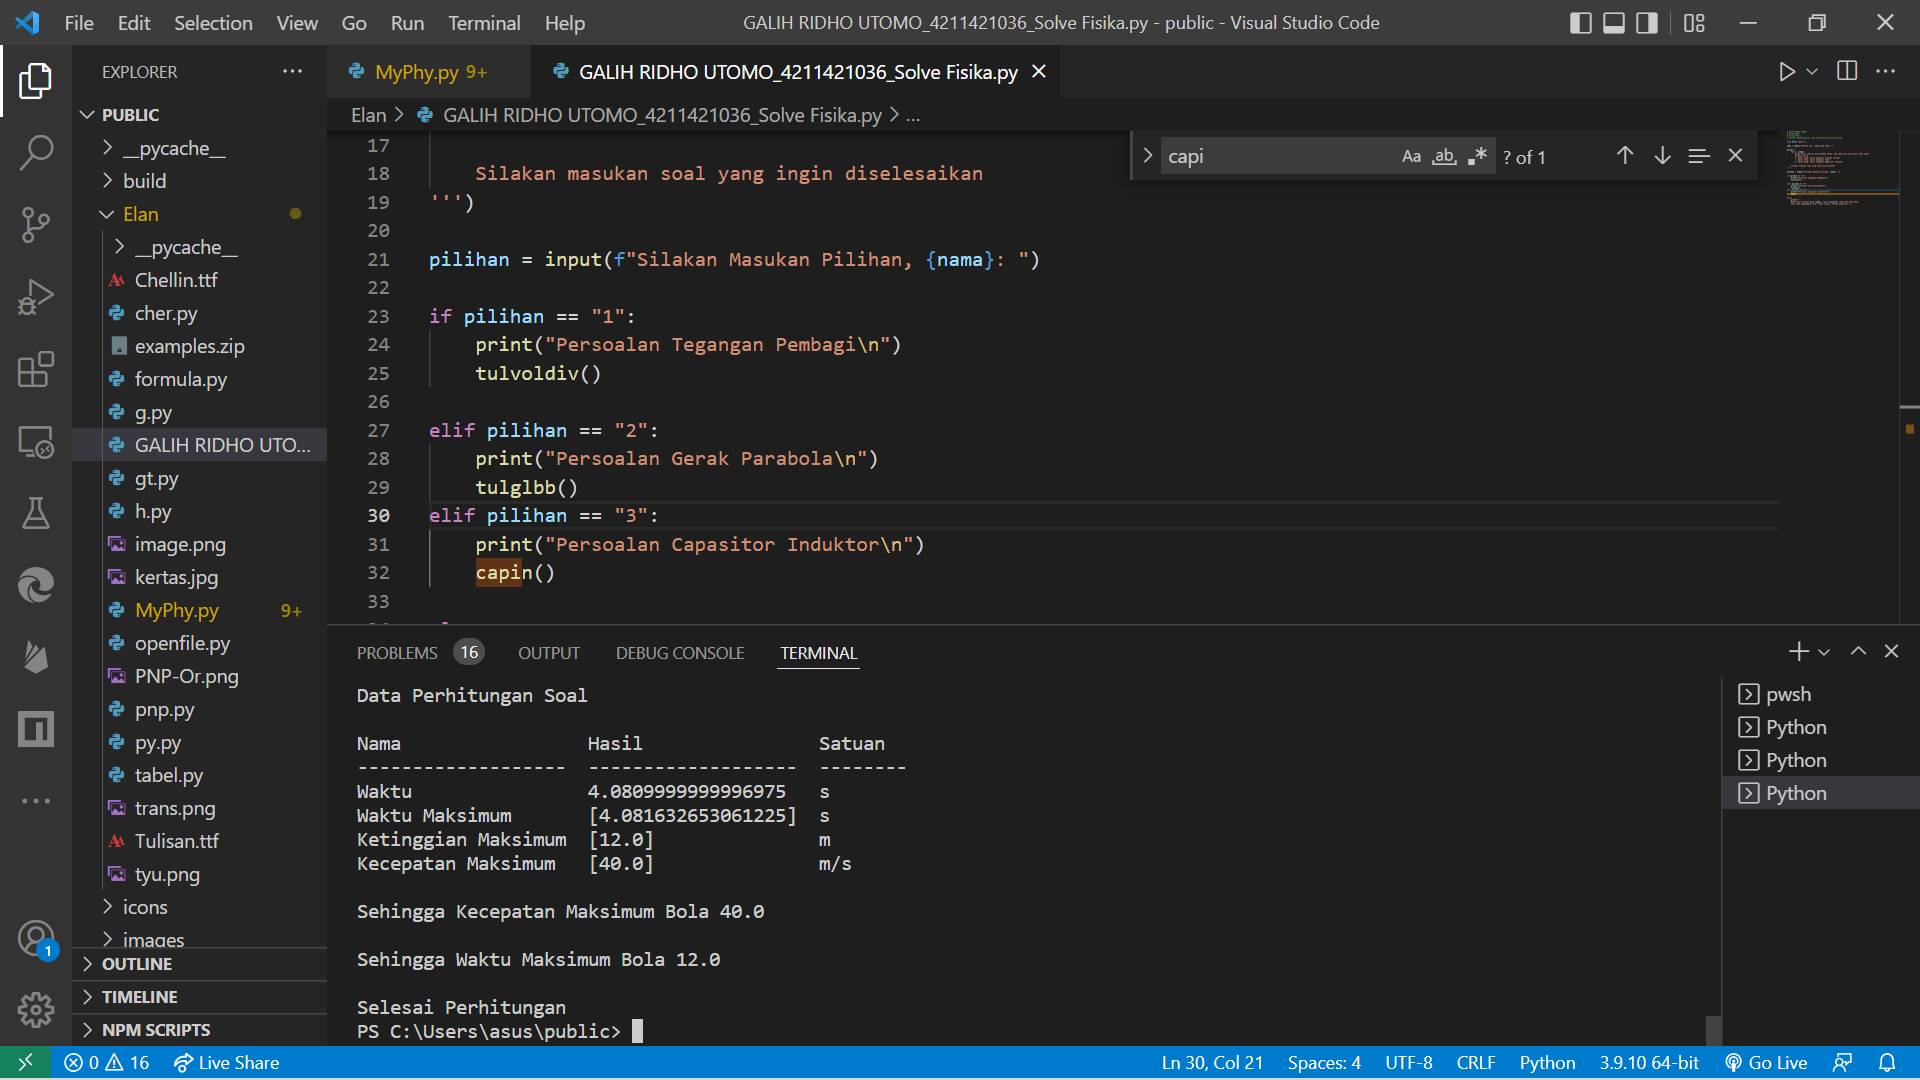 File Edit Selection View Go Run Terminal Help
GALIH RIDHO UTOMO_4211421036_Solve Fisika.py - public - Visual Studio Code
EXPLORER
PUBLIC
__pycache__
build
Elan
__pycache__
Chellin.ttf
cher.py
examples.zip
formula.py
g.py
GALIH RIDHO UTO...
gt.py
h.py
image.png
kertas.jpg
MyPhy.py 9+
openfile.py
PNP-Or.png
pnp.py
py.py
tabel.py
trans.png
Tulisan.ttf
tyu.png
icons
images
OUTLINE
TIMELINE
NPM SCRIPTS
MyPhy.py 9+
GALIH RIDHO UTOMO_4211421036_Solve Fisika.py
Elan > GALIH RIDHO UTOMO_4211421036_Solve Fisika.py > ...
capi Aa ab ? of 1
17
18 Silakan masukan soal yang ingin diselesaikan
19 ''')
20
21 pilihan = input(f"Silakan Masukan Pilihan, {nama}: ")
22
23 if pilihan == "1":
24 print("Persoalan Tegangan Pembagi\n")
25 tulvoldiv()
26
27 elif pilihan == "2":
28 print("Persoalan Gerak Parabola\n")
29 tulglbb()
30 elif pilihan == "3":
31 print("Persoalan Capasitor Induktor\n")
32 capin()
33
PROBLEMS 16 OUTPUT DEBUG CONSOLE TERMINAL
Data Perhitungan Soal
Nama Hasil Satuan
------------------- ------------------- --------
Waktu 4.0809999999996975 s
Waktu Maksimum [4.081632653061225] s
Ketinggian Maksimum [12.0] m
Kecepatan Maksimum [40.0] m/s
Sehingga Kecepatan Maksimum Bola 40.0
Sehingga Waktu Maksimum Bola 12.0
Selesai Perhitungan
PS C:\Users\asus\public>
pwsh
Python
Python
Python
1
0 16 Live Share
Ln 30, Col 21 Spaces: 4 UTF-8 CRLF Python 3.9.10 64-bit Go Live